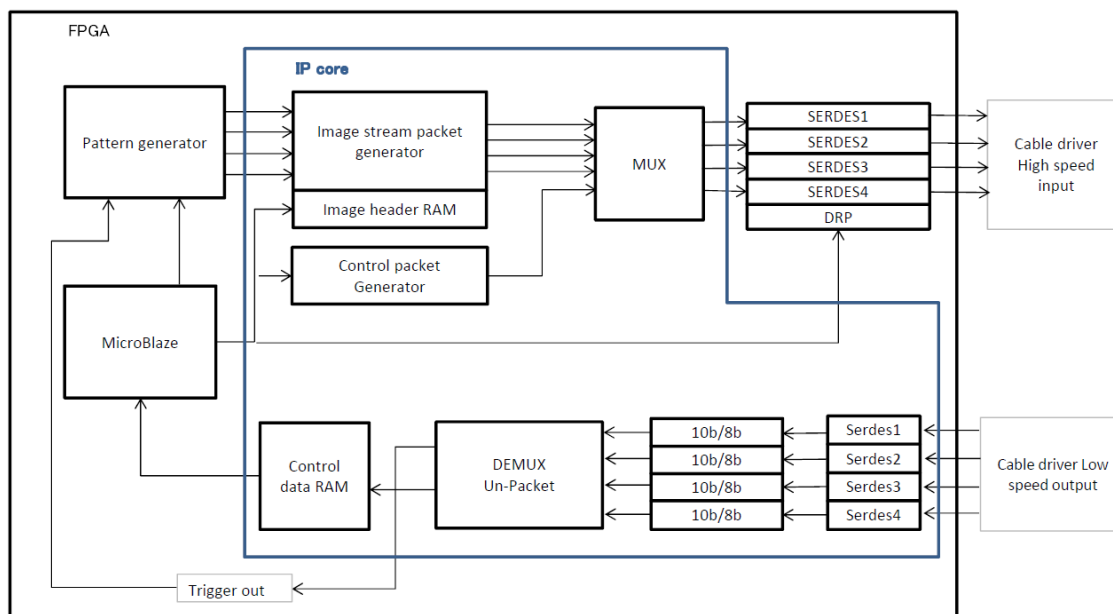 FPGA
IP core
Pattern generator
Image stream packet
generator
Image header RAM
Control packet
Generator
MUX
SERDES1
SERDES2
SERDES3
SERDES4
DRP
Cable driver
High speed
input
MicroBlaze
Control
data RAM
DEMUX
Un-Packet
10b/8b
10b/8b
10b/8b
10b/8b
Serdes1
Serdes2
Serdes3
Serdes4
Cable driver Low
speed output
Trigger out